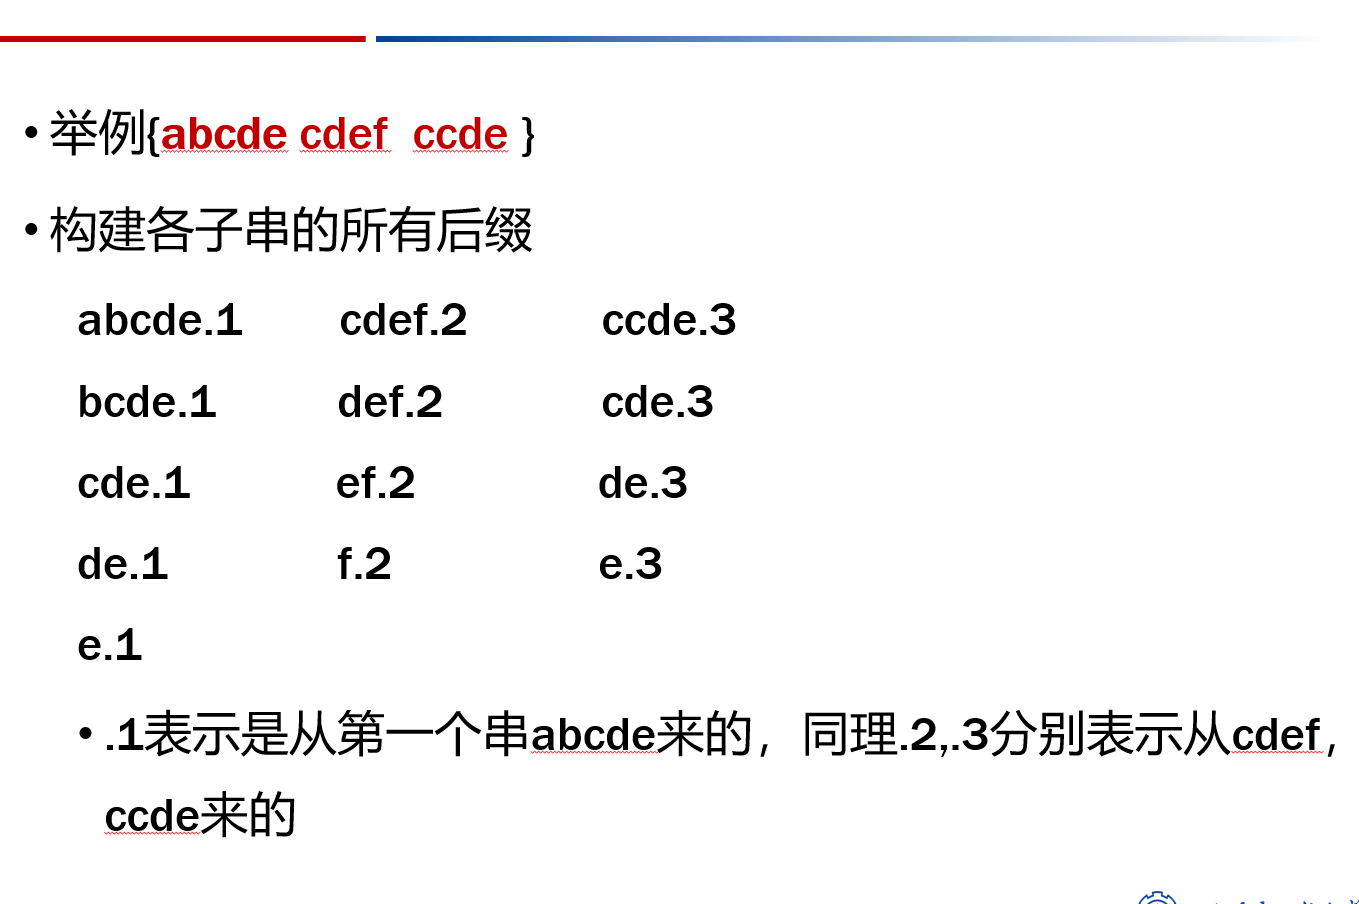 • 举例{abcde cdef ccde }
• 构建各子串的所有后缀
abcde.1 cdef.2 ccde.3
bcde.1 def.2 cde.3
cde.1 ef.2 de.3
de.1 f.2 e.3
e.1
• .1表示是从第一个串abcde来的，同理.2,.3分别表示从cdef，
ccde来的